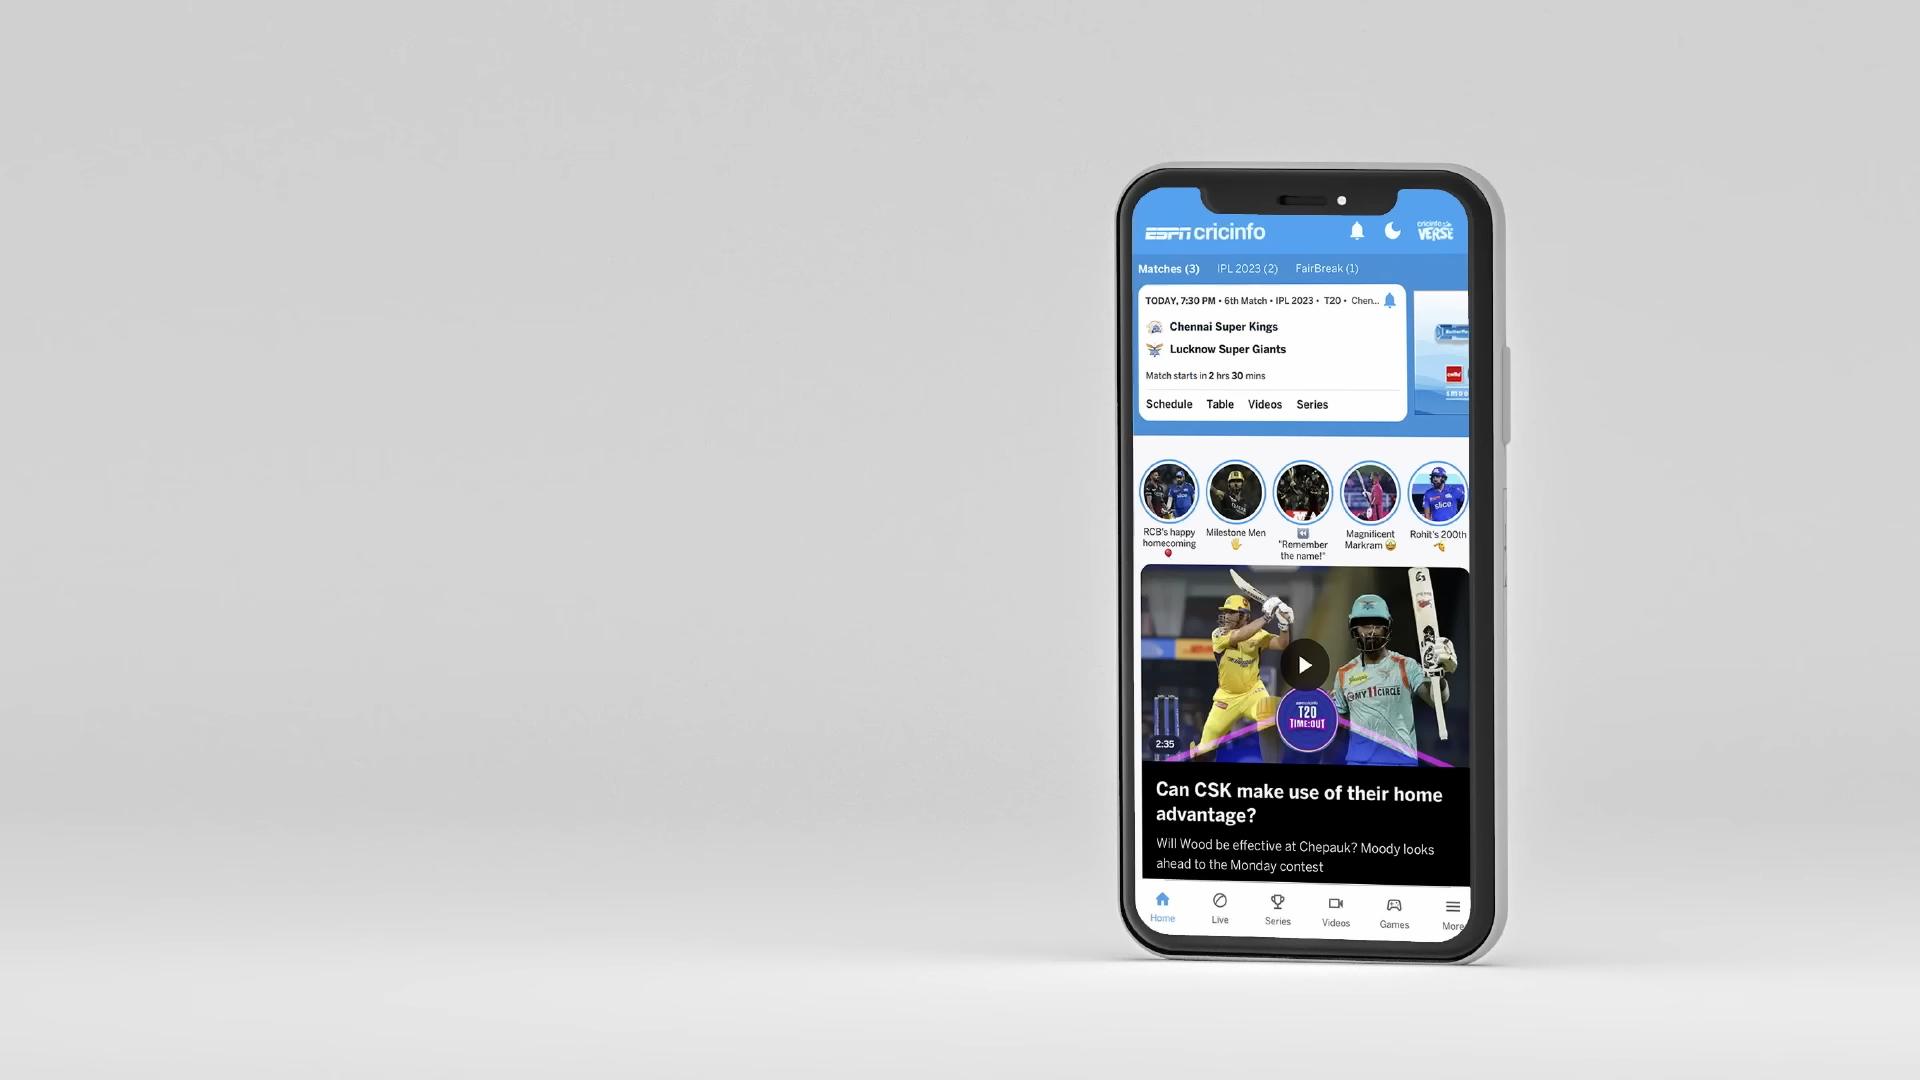 ESPN cricinfo
cricinfo VERSE
Matches (3) IPL 2023 (2) FairBreak (1)
TODAY, 7:30 PM • 6th Match • IPL 2023 • T20 • Chen...
Chennai Super Kings
Lucknow Super Giants
Match starts in 2 hrs 30 mins
Schedule Table Videos Series
RCB's happy homecoming
Milestone Men
"Remember the name!"
Magnificent Markram
Rohit's 200th
slice
MY11CIRCLE
T20
TIME:OUT
2:35
Can CSK make use of their home
advantage?
Will Wood be effective at Chepauk? Moody looks
ahead to the Monday contest
Home Live Series Videos Games More